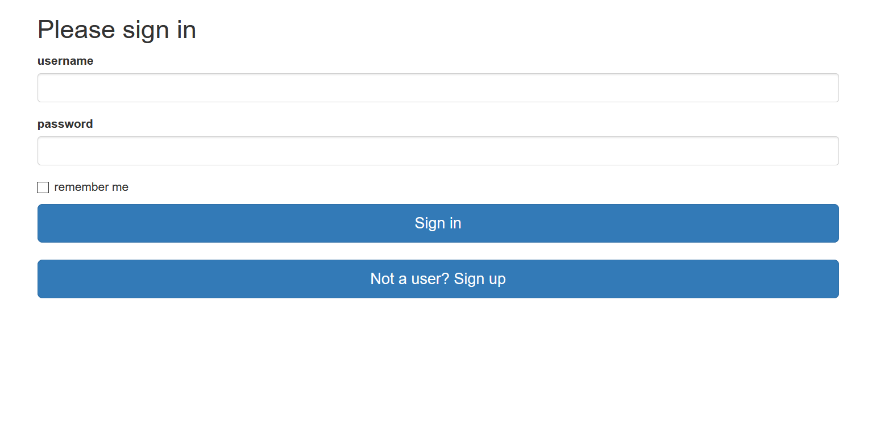 Please sign in
username
password
remember me
Sign in
Not a user? Sign up